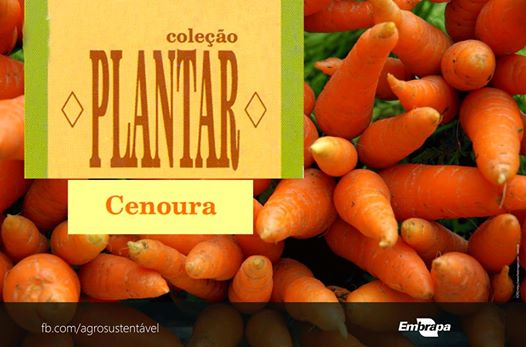 coleção
PLANTAR
Cenoura
fb.com/agrosustentável
Embrapa